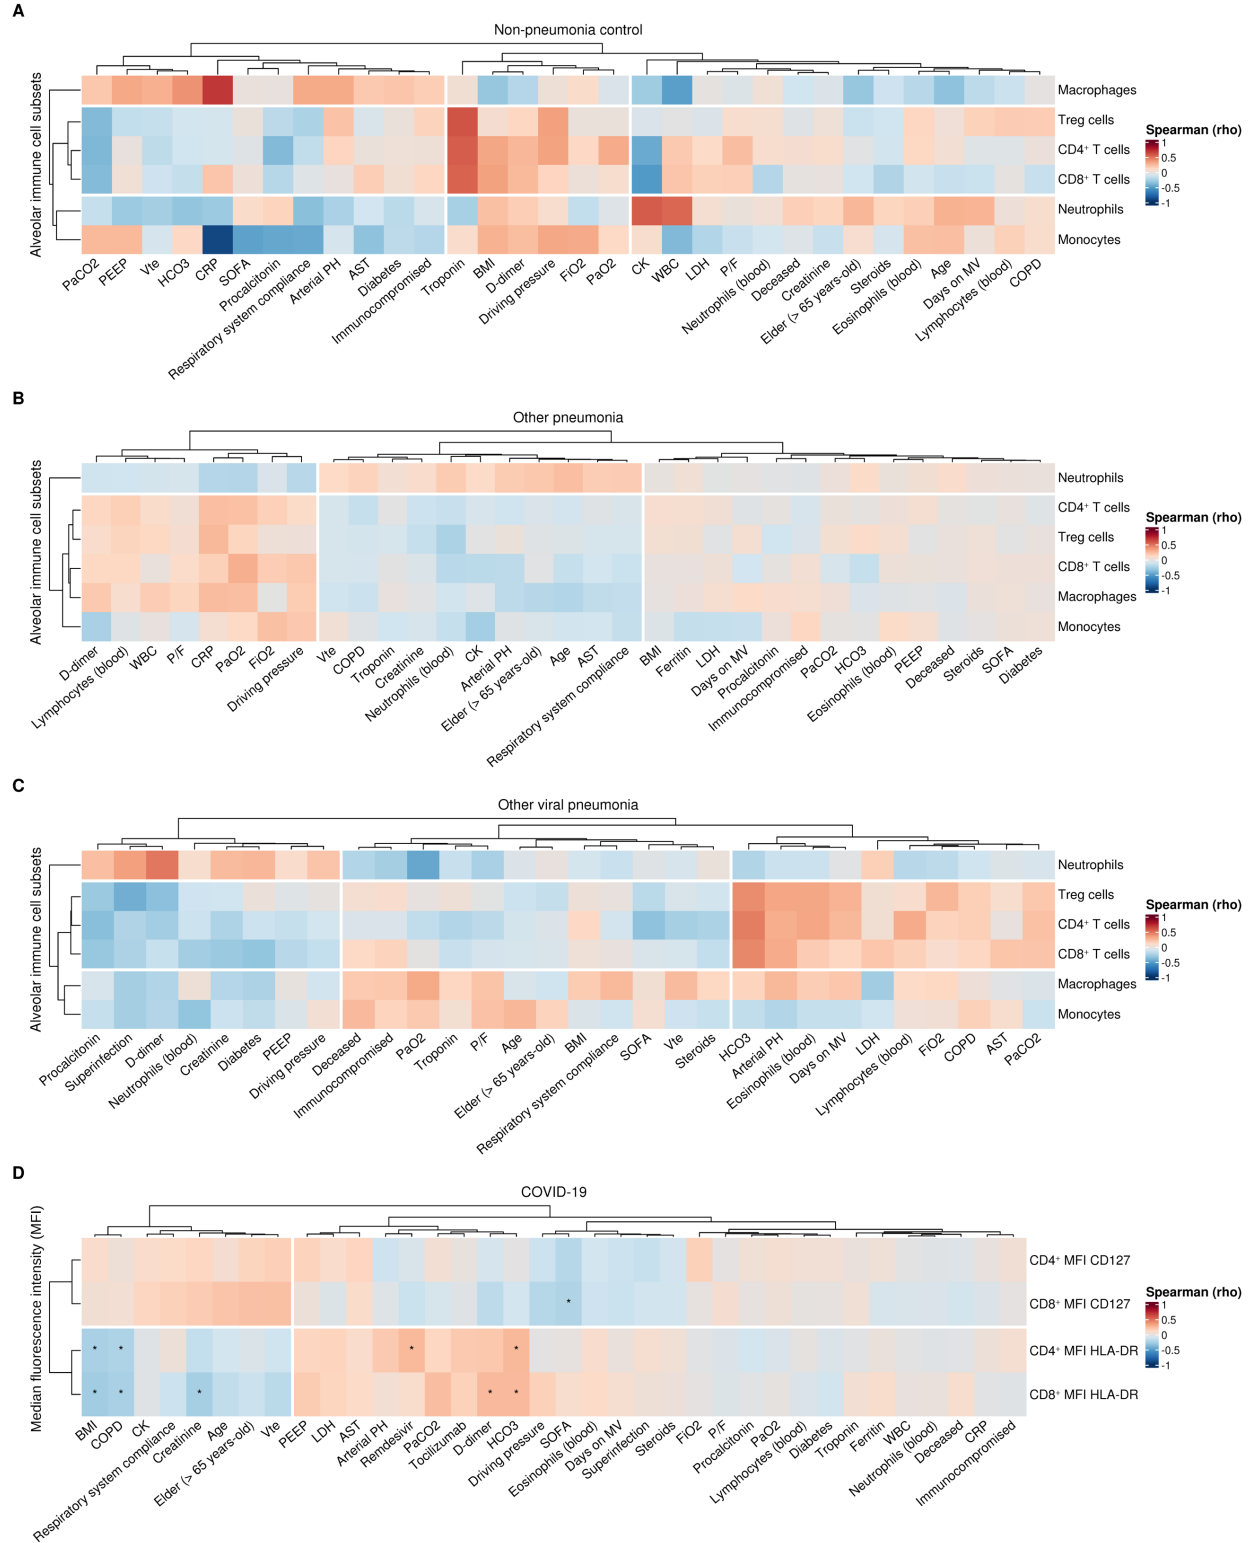 A
Non-pneumonia control
Alveolar immune cell subsets
Macrophages
Treg cells
CD4⁺ T cells
CD8⁺ T cells
Neutrophils
Monocytes
PaCO2
PEEP
Vte
HCO3
CRP
SOFA
Procalcitonin
Respiratory system compliance
Arterial PH
AST
Diabetes
Immunocompromised
Troponin
BMI
D-dimer
Driving pressure
FiO2
PaO2
CK
WBC
LDH
P/F
Neutrophils (blood)
Deceased
Creatinine
Elder (> 65 years-old)
Steroids
Eosinophils (blood)
Age
Days on MV
Lymphocytes (blood)
COPD
Spearman (rho)
1
0.5
0
-0.5
-1
B
Other pneumonia
Alveolar immune cell subsets
Neutrophils
CD4⁺ T cells
Treg cells
CD8⁺ T cells
Macrophages
Monocytes
D-dimer
Lymphocytes (blood)
WBC
P/F
CRP
PaO2
FiO2
Driving pressure
Vte
COPD
Troponin
Creatinine
Neutrophils (blood)
CK
Arterial PH
Elder (> 65 years-old)
Age
AST
Respiratory system compliance
BMI
Ferritin
LDH
Days on MV
Procalcitonin
Immunocompromised
PaCO2
HCO3
Eosinophils (blood)
PEEP
Deceased
Steroids
SOFA
Diabetes
Spearman (rho)
1
0.5
0
-0.5
-1
C
Other viral pneumonia
Alveolar immune cell subsets
Neutrophils
Treg cells
CD4⁺ T cells
CD8⁺ T cells
Macrophages
Monocytes
Procalcitonin
Superinfection
D-dimer
Neutrophils (blood)
Creatinine
Diabetes
PEEP
Driving pressure
Deceased
Immunocompromised
PaO2
Troponin
P/F
Age
Elder (> 65 years-old)
BMI
Respiratory system compliance
SOFA
Vte
Steroids
HCO3
Arterial PH
Eosinophils (blood)
Days on MV
LDH
Lymphocytes (blood)
FiO2
COPD
AST
PaCO2
Spearman (rho)
1
0.5
0
-0.5
-1
D
COVID-19
Median fluorescence intensity (MFI)
CD4⁺ MFI CD127
CD8⁺ MFI CD127
*
CD4⁺ MFI HLA-DR
* * * *
CD8⁺ MFI HLA-DR
* * * * *
BMI
COPD
CK
Respiratory system compliance
Creatinine
Age
Elder (> 65 years-old)
Vte
PEEP
LDH
AST
Arterial PH
Remdesivir
PaCO2
Tocilizumab
D-dimer
HCO3
Driving pressure
SOFA
Eosinophils (blood)
Days on MV
Superinfection
Steroids
FiO2
P/F
Procalcitonin
PaO2
Lymphocytes (blood)
Diabetes
Troponin
Ferritin
WBC
Neutrophils (blood)
Deceased
CRP
Immunocompromised
Spearman (rho)
1
0.5
0
-0.5
-1